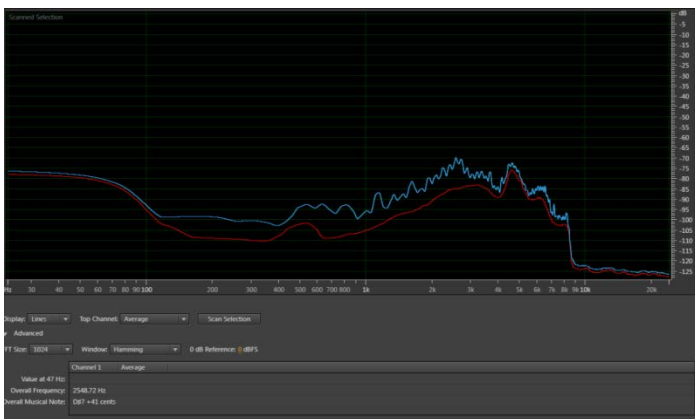 Scanned Selection
dB
-5
-10
-15
-20
-25
-30
-35
-40
-45
-50
-55
-60
-65
-70
-75
-80
-85
-90
-95
-100
-105
-110
-115
-120
-125
Hz 30 40 50 60 70 80 90 100 200 300 400 500 600 700 800 1k 2k 3k 4k 5k 6k 7k 8k 9k 10k 20k
Display: Lines Top Channel: Average Scan Selection
Advanced
FT Size: 1024 Window: Hamming 0 dB Reference: 0 dBFS
Channel 1 Average
Value at 47 Hz:
Overall Frequency: 2548.72 Hz
Overall Musical Note: D#7 +41 cents